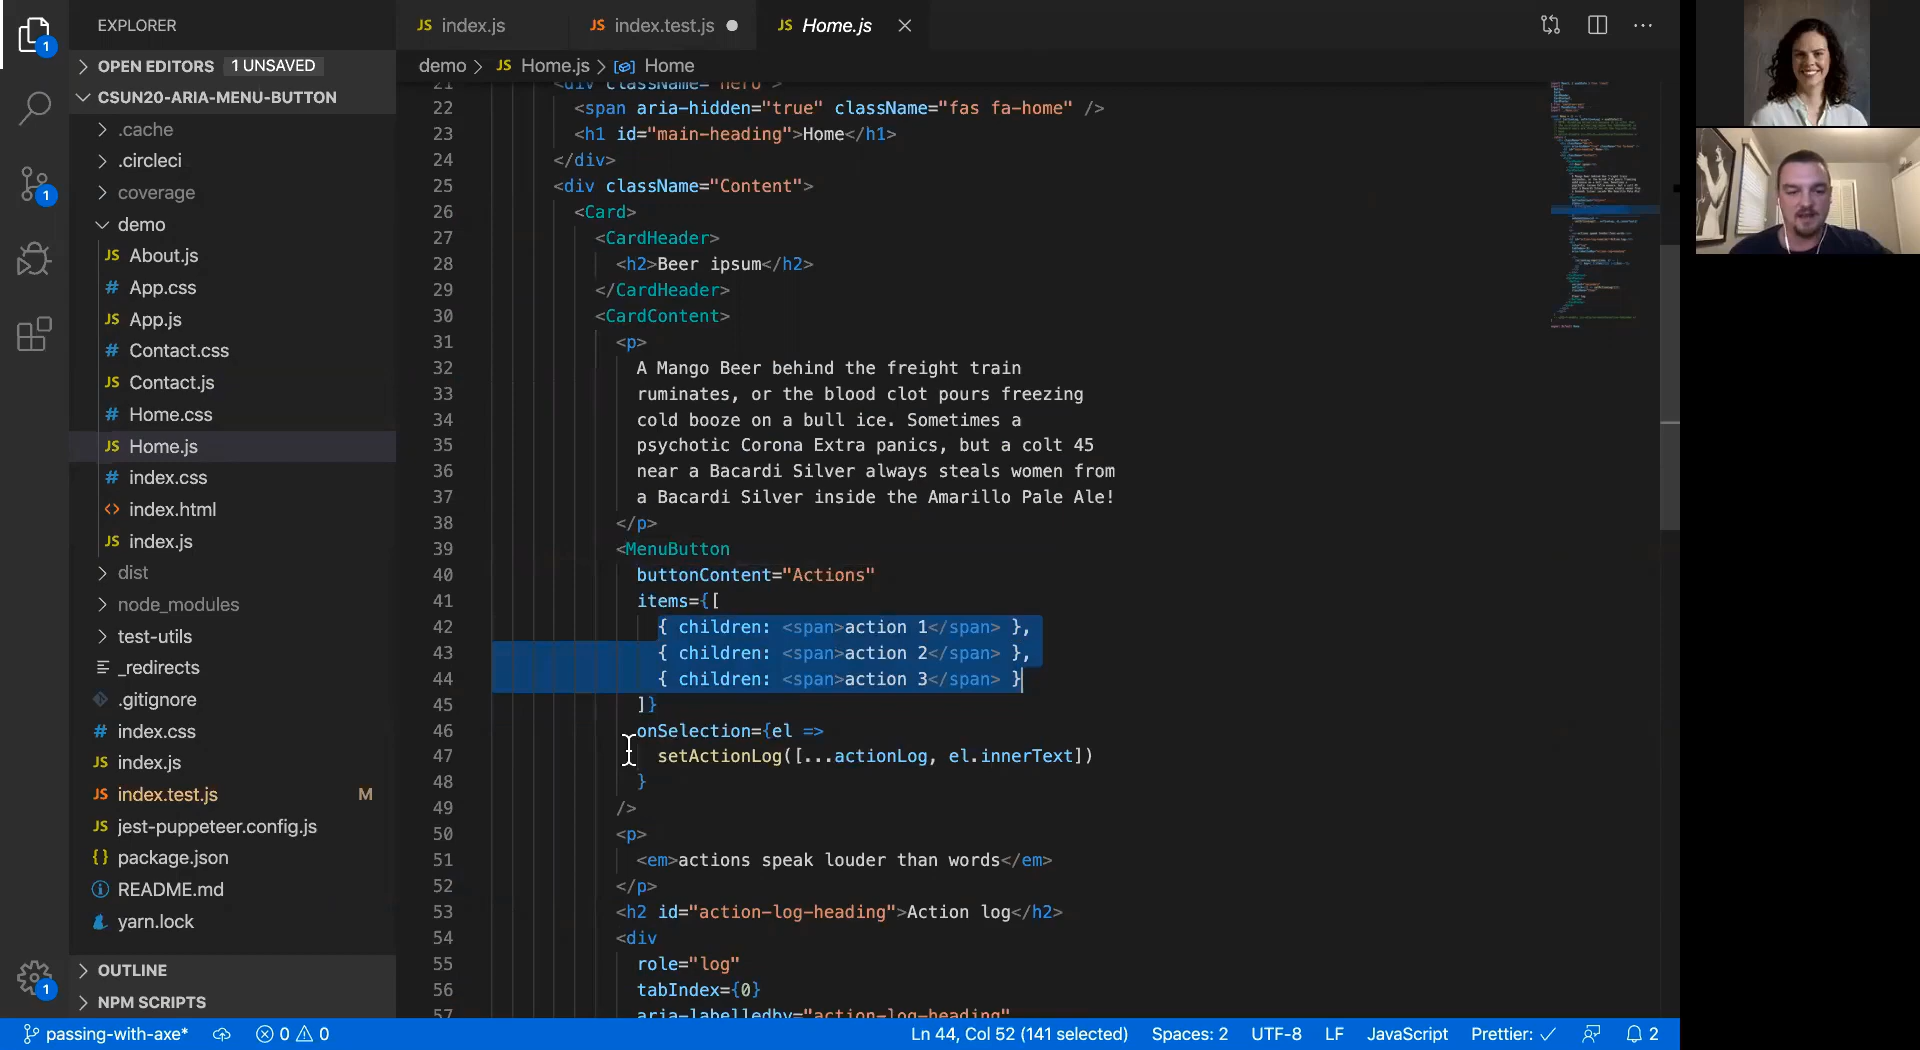 EXPLORER
OPEN EDITORS 1 UNSAVED
CSUN20-ARIA-MENU-BUTTON
.cache
.circleci
coverage
demo
JS About.js
# App.css
JS App.js
# Contact.css
JS Contact.js
# Home.css
JS Home.js
# index.css
<> index.html
JS index.js
dist
node_modules
test-utils
_redirects
.gitignore
# index.css
JS index.js
JS index.test.js M
JS jest-puppeteer.config.js
{} package.json
README.md
yarn.lock
OUTLINE
NPM SCRIPTS
1
1
1
JS index.js JS index.test.js JS Home.js
demo > JS Home.js > Home
21 <div className="hero">
22 <span aria-hidden="true" className="fas fa-home" />
23 <h1 id="main-heading">Home</h1>
24 </div>
25 <div className="Content">
26 <Card>
27 <CardHeader>
28 <h2>Beer ipsum</h2>
29 </CardHeader>
30 <CardContent>
31 <p>
32 A Mango Beer behind the freight train
33 ruminates, or the blood clot pours freezing
34 cold booze on a bull ice. Sometimes a
35 psychotic Corona Extra panics, but a colt 45
36 near a Bacardi Silver always steals women from
37 a Bacardi Silver inside the Amarillo Pale Ale!
38 </p>
39 <MenuButton
40 buttonContent="Actions"
41 items={[
42 { children: <span>action 1</span> },
43 { children: <span>action 2</span> },
44 { children: <span>action 3</span> }
45 ]}
46 onSelection={el =>
47 setActionLog([...actionLog, el.innerText])
48 }
49 />
50 <p>
51 <em>actions speak louder than words</em>
52 </p>
53 <h2 id="action-log-heading">Action log</h2>
54 <div
55 role="log"
56 tabIndex={0}
57 aria-labelledby="action-log-heading"
passing-with-axe* 0 0 Ln 44, Col 52 (141 selected) Spaces: 2 UTF-8 LF JavaScript Prettier: ✓ 2